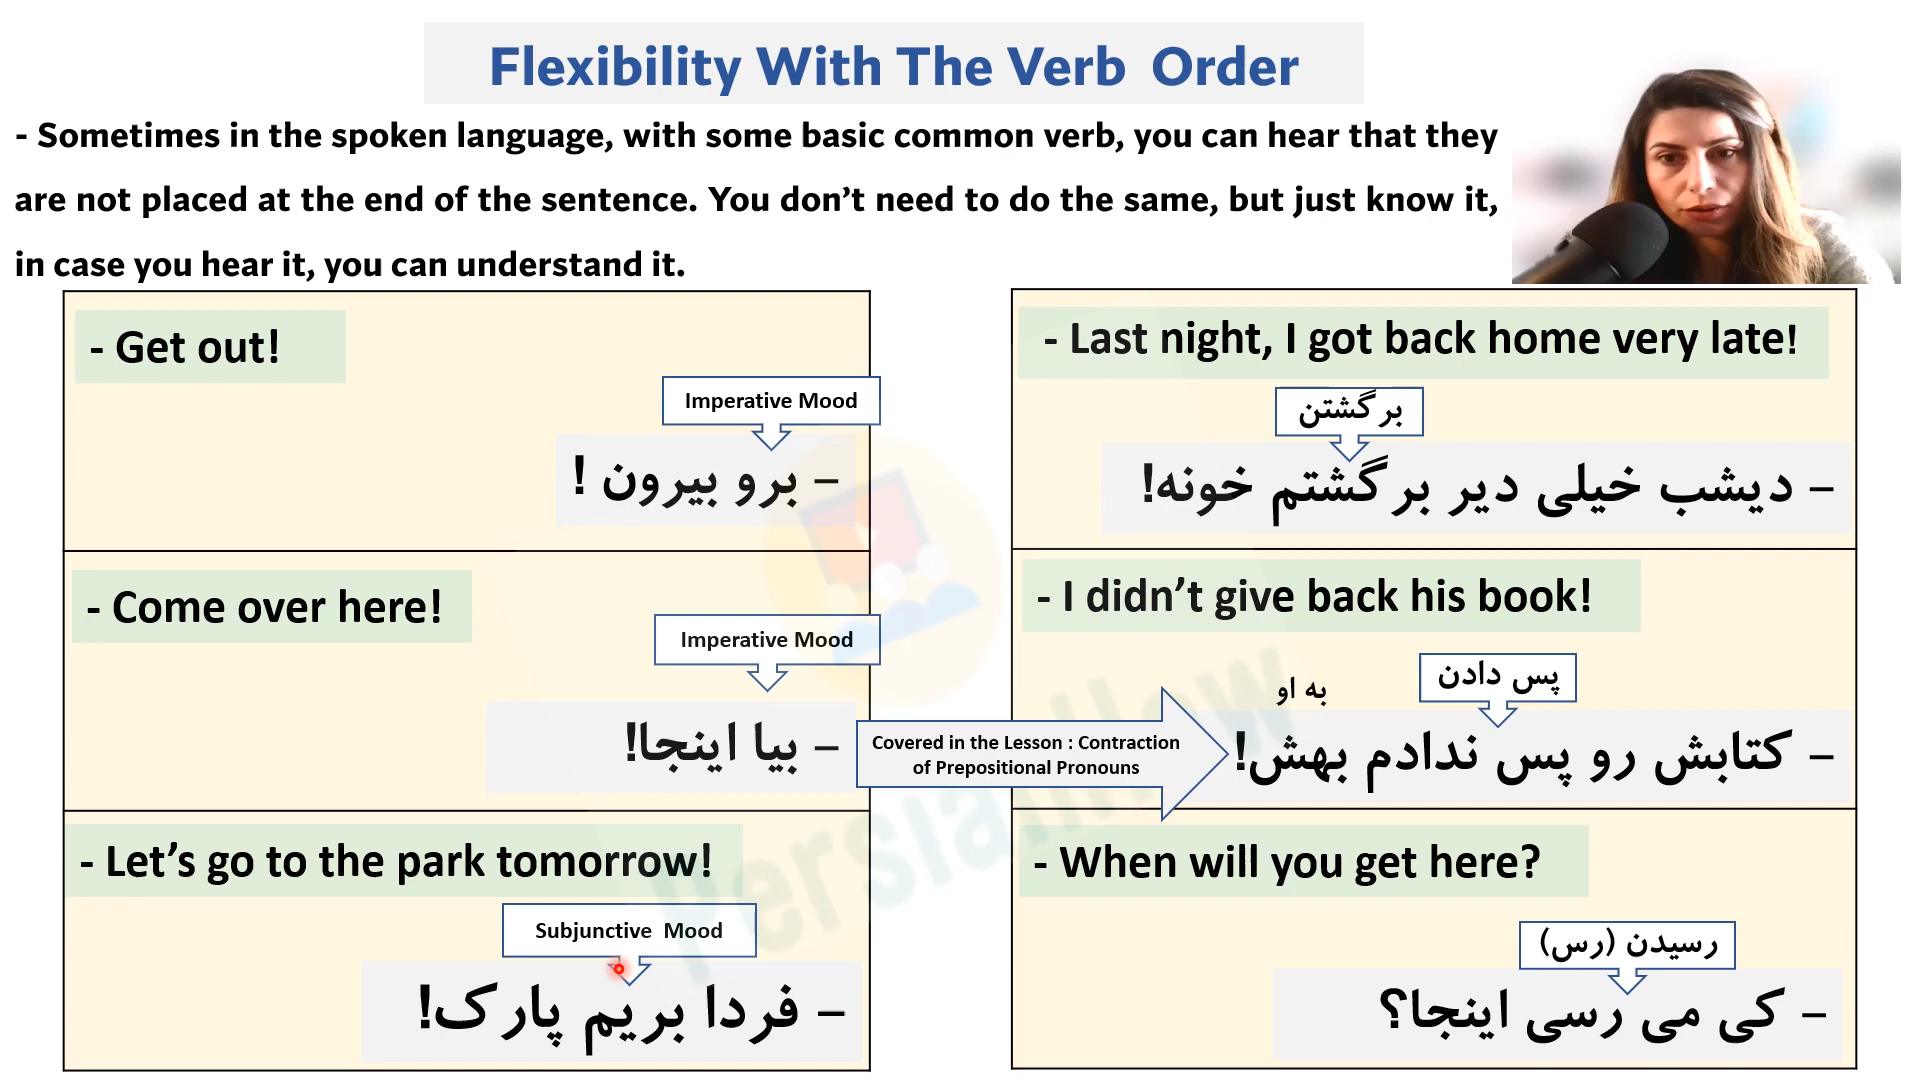 Flexibility With The Verb Order
- Sometimes in the spoken language, with some basic common verb, you can hear that they
are not placed at the end of the sentence. You don’t need to do the same, but just know it,
in case you hear it, you can understand it.
- Get out!
Imperative Mood
– برو بیرون !
- Come over here!
Imperative Mood
– بیا اینجا!
- Let’s go to the park tomorrow!
Subjunctive Mood
– فردا بریم پارک!
- Last night, I got back home very late!
برگشتن
– دیشب خیلی دیر برگشتم خونه!
- I didn’t give back his book!
پس دادن
به او
– کتابش رو پس ندادم بهش!
Covered in the Lesson : Contraction
of Prepositional Pronouns
- When will you get here?
رسیدن (رس)
– کی می رسی اینجا؟
PersianHow